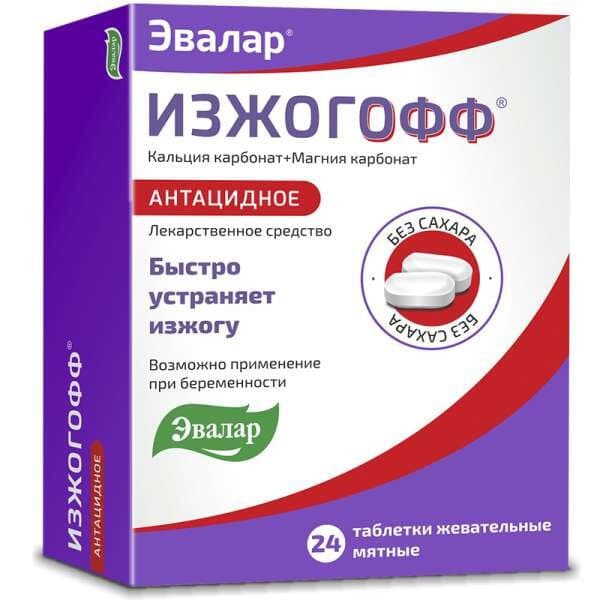 Эвалар®
ИЗЖОГОФФ®
Кальция карбонат+Магния карбонат
АНТАЦИДНОЕ
Лекарственное средство
Быстро
устраняет
изжогу
Возможно применение
при беременности
Эвалар
БЕЗ САХАРА
БЕЗ САХАРА
24 таблетки жевательные
мятные
Эвалар
ИЗЖОГОФФ®
АНТАЦИДНОЕ